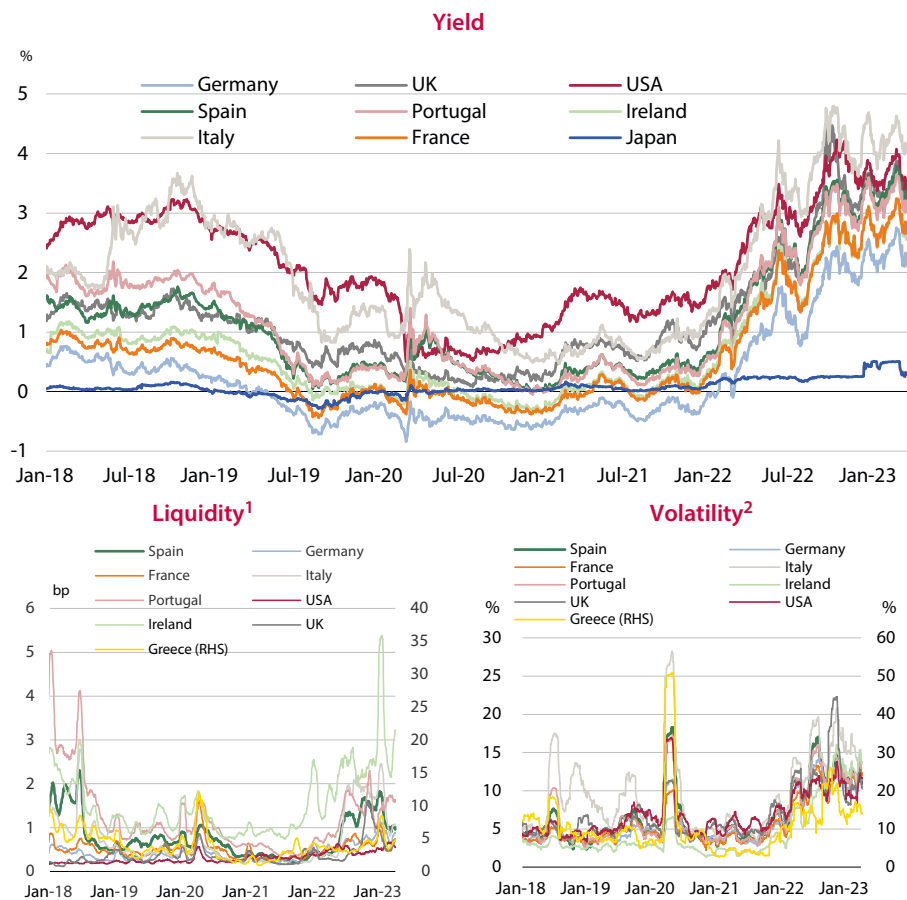 Yield
%
Germany UK USA
Spain Portugal Ireland
Italy France Japan
5
4
3
2
1
0
-1
Jan-18 Jul-18 Jan-19 Jul-19 Jan-20 Jul-20 Jan-21 Jul-21 Jan-22 Jul-22 Jan-23
Liquidity1
Spain Germany
France Italy
bp
Portugal USA
Ireland UK
Greece (RHS)
6 40
5 35
30
4 25
3 20
2 15
10
1 5
0 0
Jan-18 Jan-19 Jan-20 Jan-21 Jan-22 Jan-23
Volatility2
Spain Germany
France Italy
Portugal Ireland
UK USA
Greece (RHS)
% %
30 60
25 50
20 40
15 30
10 20
5 10
0 0
Jan-18 Jan-19 Jan-20 Jan-21 Jan-22 Jan-23